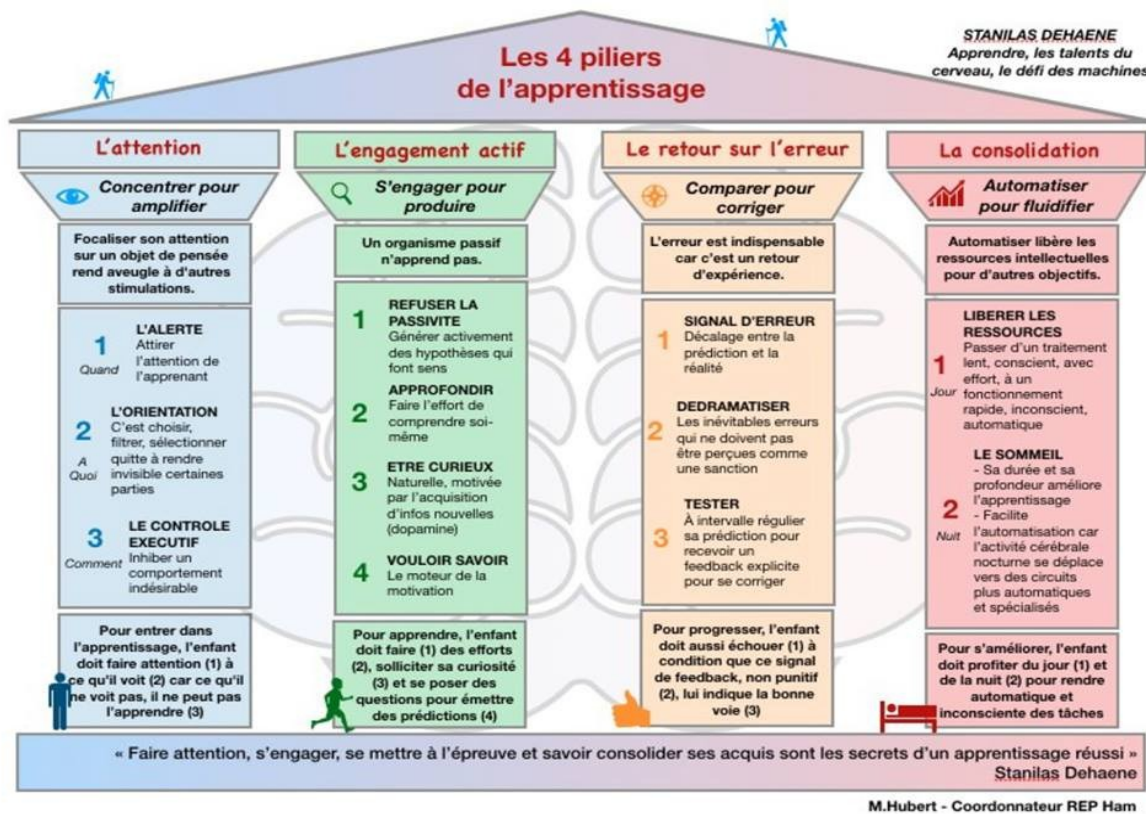 Les 4 piliers
de l'apprentissage
STANILAS DEHAENE
Apprendre, les talents du
cerveau, le défi des machines
L'attention
Concentrer pour
amplifier
Focaliser son attention
sur un objet de pensée
rend aveugle à d'autres
stimulations.
1
Quand
L'ALERTE
Attirer
l'attention de
l'apprenant
2
A
Quoi
L'ORIENTATION
C'est choisir,
filtrer, sélectionner
quitte à rendre
invisible certaines
parties
3
Comment
LE CONTROLE
EXECUTIF
Inhiber un
comportement
indésirable
Pour entrer dans
l'apprentissage, l'enfant
doit faire attention (1) à
ce qu'il voit (2) car ce qu'il
ne voit pas, il ne peut pas
l'apprendre (3)
L'engagement actif
S'engager pour
produire
Un organisme passif
n'apprend pas.
1
REFUSER LA
PASSIVITE
Générer activement
des hypothèses qui
font sens
2
APPROFONDIR
Faire l'effort de
comprendre soi-
même
3
ETRE CURIEUX
Naturelle, motivée
par l'acquisition
d'infos nouvelles
(dopamine)
4
VOULOIR SAVOIR
Le moteur de la
motivation
Pour apprendre, l'enfant
doit faire (1) des efforts
(2), solliciter sa curiosité
(3) et se poser des
questions pour émettre
des prédictions (4)
Le retour sur l'erreur
Comparer pour
corriger
L'erreur est indispensable
car c'est un retour
d'expérience.
1
SIGNAL D'ERREUR
Décalage entre la
prédiction et la
réalité
2
DEDRAMATISER
Les inévitables erreurs
qui ne doivent pas
être perçues comme
une sanction
3
TESTER
À intervalle régulier
sa prédiction pour
recevoir un
feedback explicite
pour se corriger
Pour progresser, l'enfant
doit aussi échouer (1) à
condition que ce signal
de feedback, non punitif
(2), lui indique la bonne
voie (3)
La consolidation
Automatiser
pour fluidifier
Automatiser libère les
ressources intellectuelles
pour d'autres objectifs.
1
Jour
LIBERER LES
RESSOURCES
Passer d'un traitement
lent, conscient, avec
effort, à un
fonctionnement
rapide, inconscient,
automatique
2
Nuit
LE SOMMEIL
- Sa durée et sa
profondeur améliore
l'apprentissage
- Facilite
l'automatisation car
l'activité cérébrale
nocturne se déplace
vers des circuits
plus automatiques
et spécialisés
Pour s'améliorer, l'enfant
doit profiter du jour (1) et
de la nuit (2) pour rendre
automatique et
inconsciente des tâches
« Faire attention, s'engager, se mettre à l'épreuve et savoir consolider ses acquis sont les secrets d'un apprentissage réussi »
Stanilas Dehaene
M.Hubert - Coordonnateur REP Ham